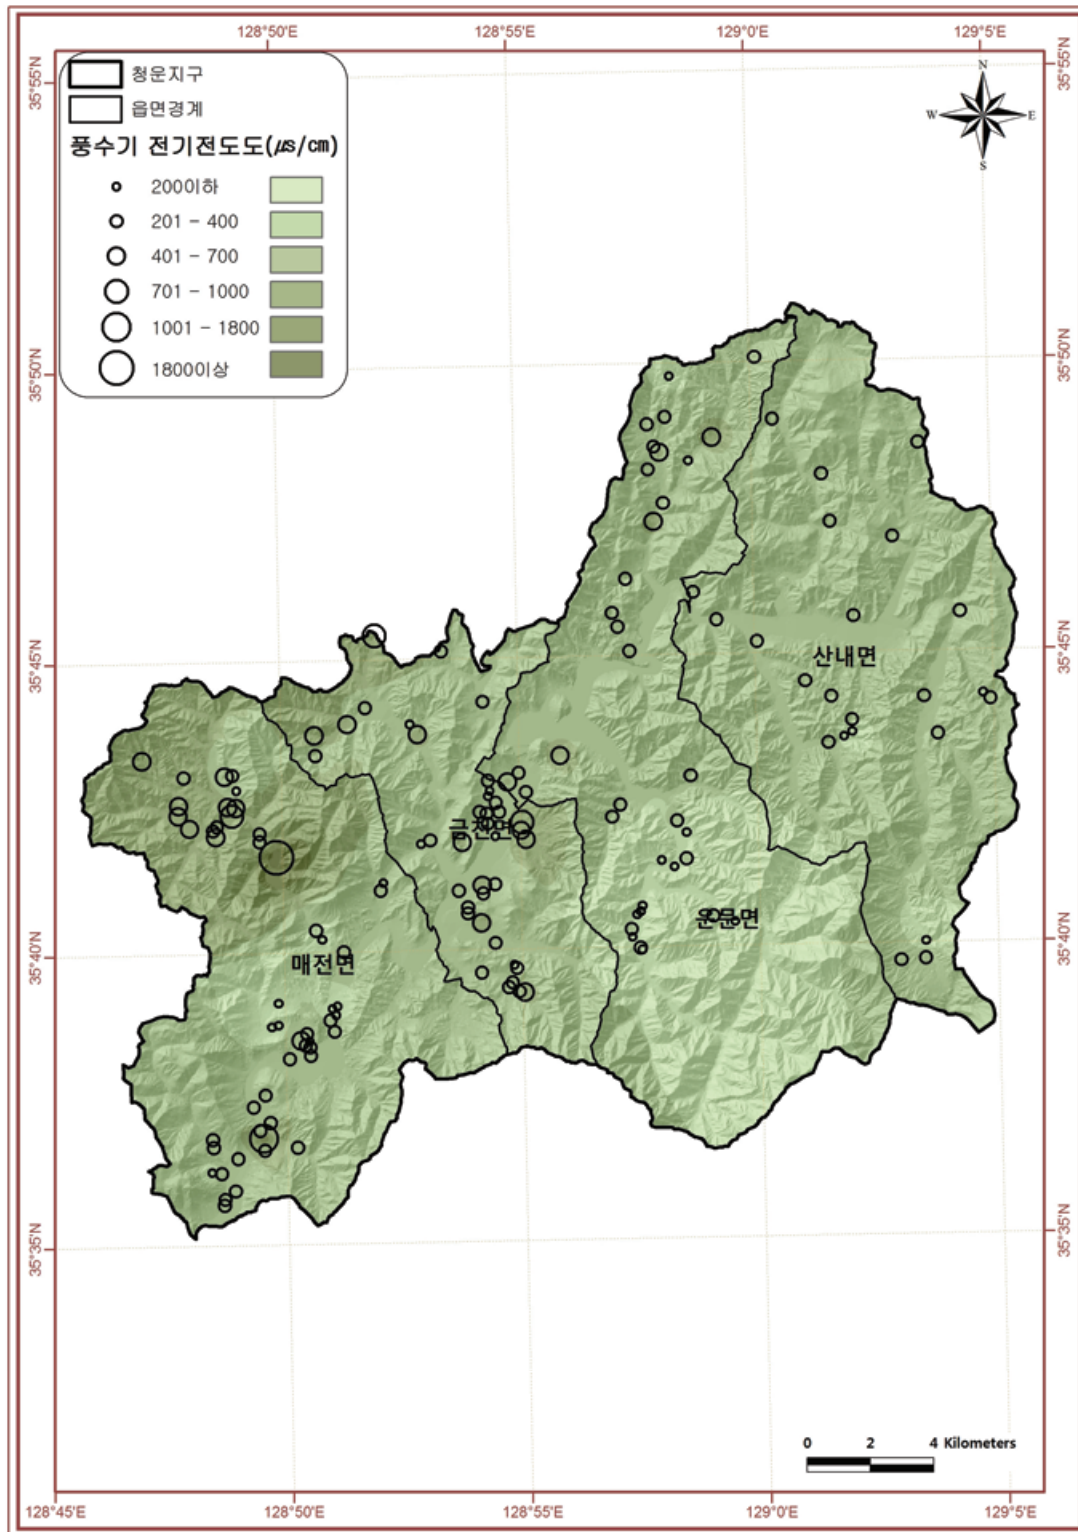 128°50'E 128°55'E 129°0'E 129°5'E
35°55'N 35°55'N
청운지구
읍면경계
풍수기 전기전도도(㎲/㎝)
200이하
201 - 400
401 - 700
701 - 1000
1001 - 1800
1800이상
N
W E
S
35°50'N 35°50'N
35°45'N 35°45'N
산내면
금천면
운문면
매전면
35°40'N 35°40'N
35°35'N 35°35'N
0 2 4 Kilometers
128°45'E 128°50'E 128°55'E 129°0'E 129°5'E